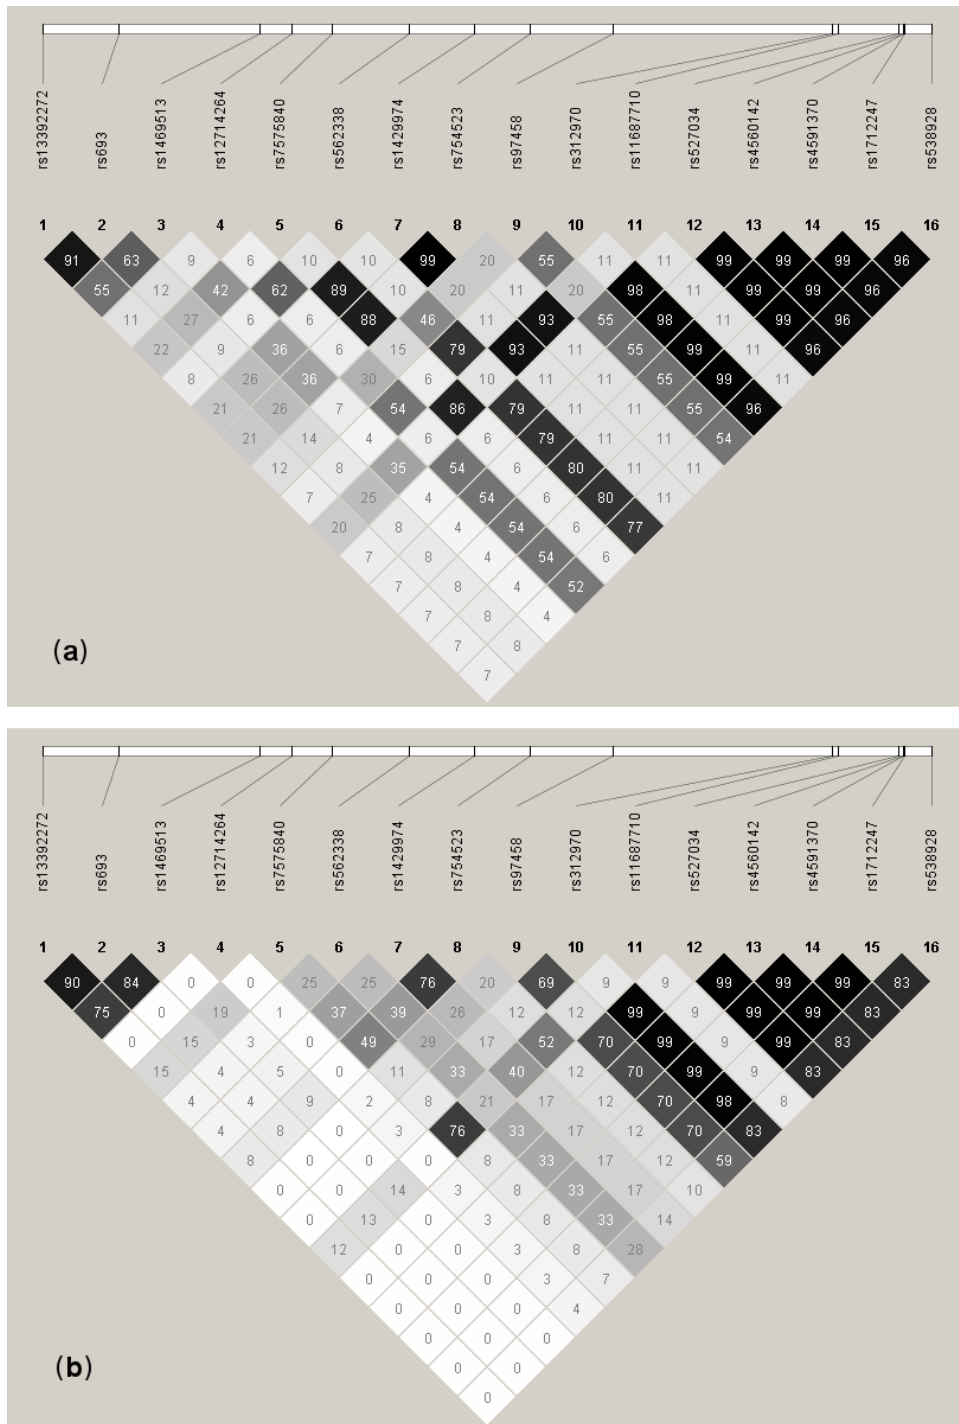 rs13392272
rs693
rs1469513
rs12714264
rs7575840
rs562338
rs1429974
rs754523
rs97458
rs312970
rs11687710
rs527034
rs4560142
rs4591370
rs1712247
rs538928
1 2 3 4 5 6 7 8 9 10 11 12 13 14 15 16
91 63 9 6 10 10 99 20 55 11 11 99 99 99 96
55 12 42 62 89 10 20 11 20 98 11 99 99 96
11 27 6 6 88 46 11 93 55 98 11 99 96
22 9 36 6 15 79 93 11 55 99 11 96
8 26 36 30 6 10 11 11 55 99 11
21 26 7 54 86 79 11 11 55 96
21 14 4 6 6 79 11 11 54
12 8 35 54 6 80 11 11
7 25 4 54 6 80 11
20 8 4 54 6 77
7 8 4 54 6
7 8 4 52
7 8 4
7 8
7
(a)
rs13392272
rs693
rs1469513
rs12714264
rs7575840
rs562338
rs1429974
rs754523
rs97458
rs312970
rs11687710
rs527034
rs4560142
rs4591370
rs1712247
rs538928
1 2 3 4 5 6 7 8 9 10 11 12 13 14 15 16
90 84 0 0 25 25 76 20 69 9 9 99 99 99 83
75 0 19 1 37 39 26 12 12 99 9 99 99 83
0 15 3 0 49 29 17 52 70 99 9 99 83
15 4 5 0 11 33 40 12 70 99 9 83
4 4 9 2 8 21 17 12 70 98 8
4 8 0 3 76 33 17 12 70 83
8 0 0 0 8 33 17 12 59
0 0 14 3 8 33 17 10
0 13 0 3 8 33 14
12 0 0 3 8 28
0 0 0 3 7
0 0 0 4
0 0 0
0 0
0
(b)